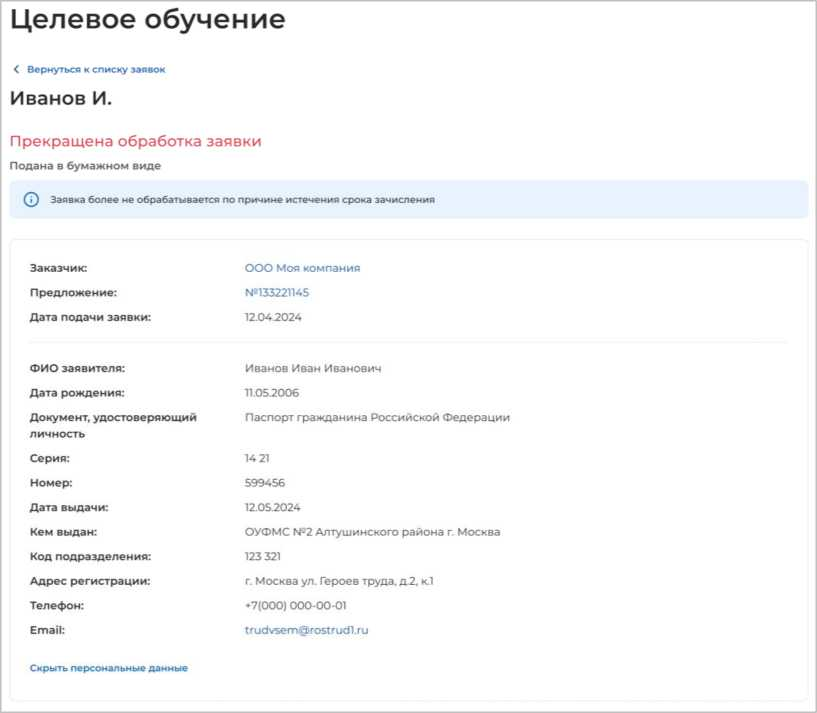 Целевое обучение
Вернуться к списку заявок
Иванов И.
Прекращена обработка заявки
Подана в бумажном виде
Заявка более не обрабатывается по причине истечения срока зачисления
Заказчик: ООО Моя компания
Предложение: №133221145
Дата подачи заявки: 12.04.2024
ФИО заявителя: Иванов Иван Иванович
Дата рождения: 11.05.2006
Документ, удостоверяющий Паспорт гражданина Российской Федерации
личность
Серия: 14 21
Номер: 599456
Дата выдачи: 12.05.2024
Кем выдан: ОУФМС №2 Алтушинского района г. Москва
Код подразделения: 123 321
Адрес регистрации: г. Москва ул. Героев труда, д.2, к.1
Телефон: +7(000) 000-00-01
Email: trudvsem@rostrud1.ru
Скрыть персональные данные